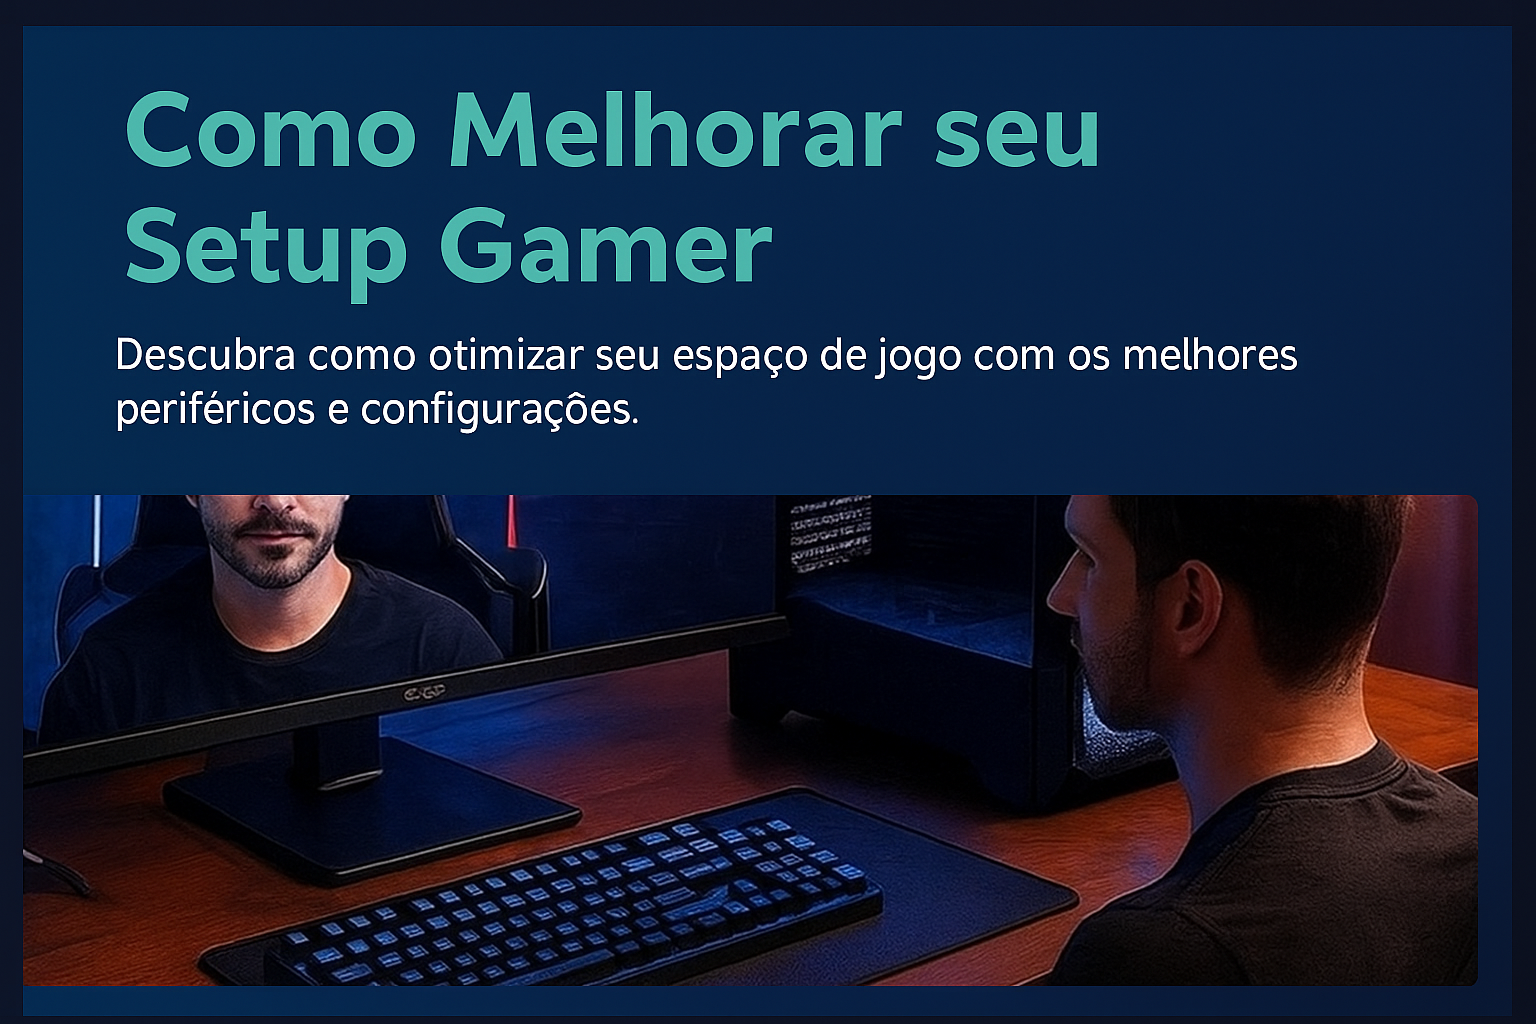 Como Melhorar seu
Setup Gamer
Descubra como otimizar seu espaço de jogo com os melhores
periféricos e configurações.